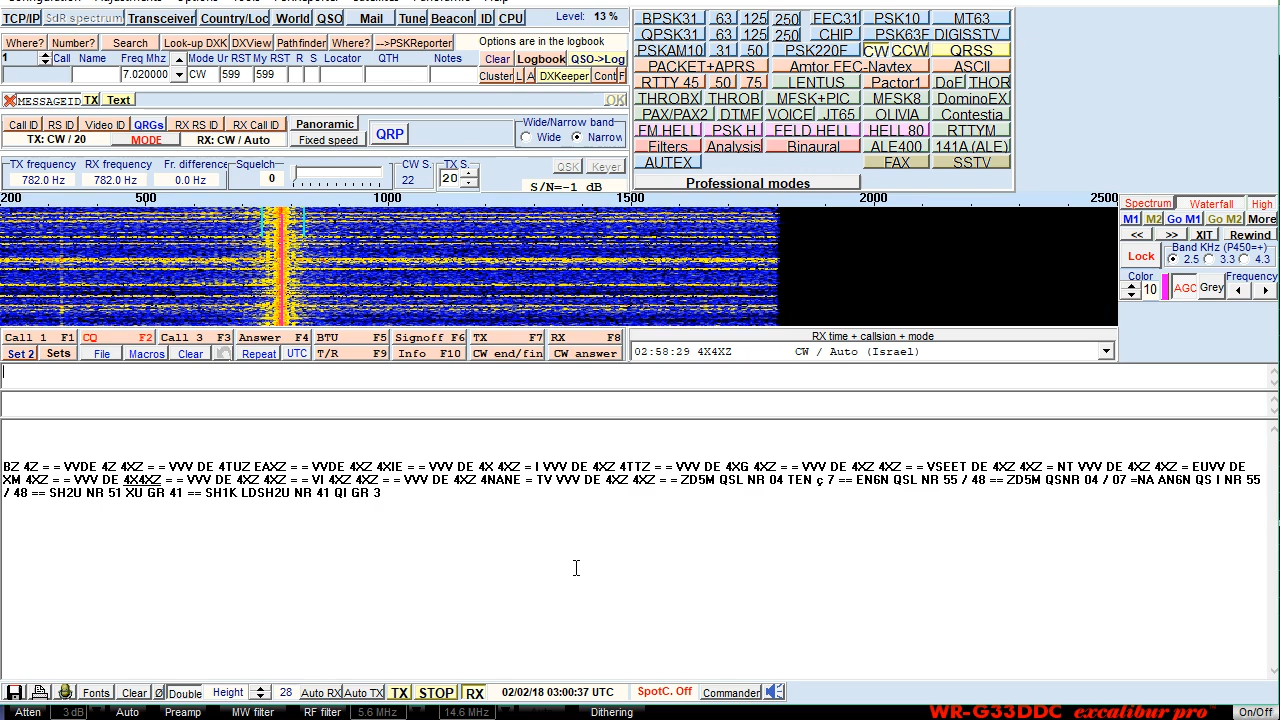 TCP/IP SdR spectrum Transceiver Country/Loc World QSO Mail Tune Beacon ID CPU Level: 13 %
Where? Number? Search Look-up DXK DXView Pathfinder Where? -->PSKReporter Options are in the logbook
1 Call Name Freq Mhz Mode Ur RST My RST R S Locator QTH Notes Clear Logbook QSO->Log
7.020000 CW 599 599 Cluster L A DXKeeper Cont F
MESSAGEID TX Text OK
Call ID RS ID Video ID QRGs RX RS ID RX Call ID Panoramic QRP Wide/Narrow band
TX: CW / 20 MODE RX: CW / Auto Fixed speed Wide Narrow
TX frequency RX frequency Fr. difference Squelch CW S. TX S. QSK Keyer
782.0 Hz 782.0 Hz 0.0 Hz 0 22 20 S/N=-1 dB
BPSK31 63 125 250 FEC31 PSK10 MT63
QPSK31 63 125 250 CHIP PSK63F DIGISSTV
PSKAM10 31 50 PSK220F CW CCW QRSS
PACKET+APRS Amtor FEC-Navtex ASCII
RTTY 45 50 75 LENTUS Pactor1 DoF THOR
THROBX THROB MFSK+PIC MFSK8 DominoEX
PAX/PAX2 DTMF VOICE JT65 OLIVIA Contestia
FM HELL PSK H FELD HELL HELL 80 RTTYM
Filters Analysis Binaural ALE400 141A (ALE)
AUTEX FAX SSTV
Professional modes
200 500 1000 1500 2000 2500
Spectrum Waterfall High
M1 M2 Go M1 Go M2 More
<< >> XIT Rewind
Lock Band KHz (P450=+)
2.5 3.3 4.3
Color Frequency
10 AGC Grey
Call 1 F1 CQ F2 Call 3 F3 Answer F4 BTU F5 Signoff F6 TX F7 RX F8 RX time + callsign + mode
Set 2 Sets File Macros Clear Repeat UTC T/R F9 Info F10 CW end/fin CW answer 02:58:29 4X4XZ CW / Auto (Israel)
BZ 4Z = = VVDE 4Z 4XZ = = VVV DE 4TUZ EAXZ = = VVDE 4XZ 4XIE = = VVV DE 4X 4XZ = I VVV DE 4XZ 4TTZ = = VVV DE 4XG 4XZ = = VVV DE 4XZ 4XZ = = VSEET DE 4XZ 4XZ = NT VVV DE 4XZ 4XZ = EUVV DE
XM 4XZ = = VVV DE 4X4XZ = = VI 4XZ 4XZ = = VVV DE 4XZ 4NANE = TV VVV DE 4XZ 4XZ = = ZD5M QSL NR 04 TEN ç 7 == EN6N QSL NR 55 / 48 == ZD5M QSNR 04 / 07 =NA AN6N QS I NR 55
/ 48 == SH2U NR 51 XU GR 41 == SH1K LDSH2U NR 41 QI GR 3
Fonts Clear Ø Double Height 28 Auto RX Auto TX TX STOP RX 02/02/18 03:00:37 UTC SpotC. Off Commander
Atten 3 dB Auto Preamp MW filter RF filter 5.6 MHz 14.6 MHz Dithering WR-G33DDC excalibur pro On/Off